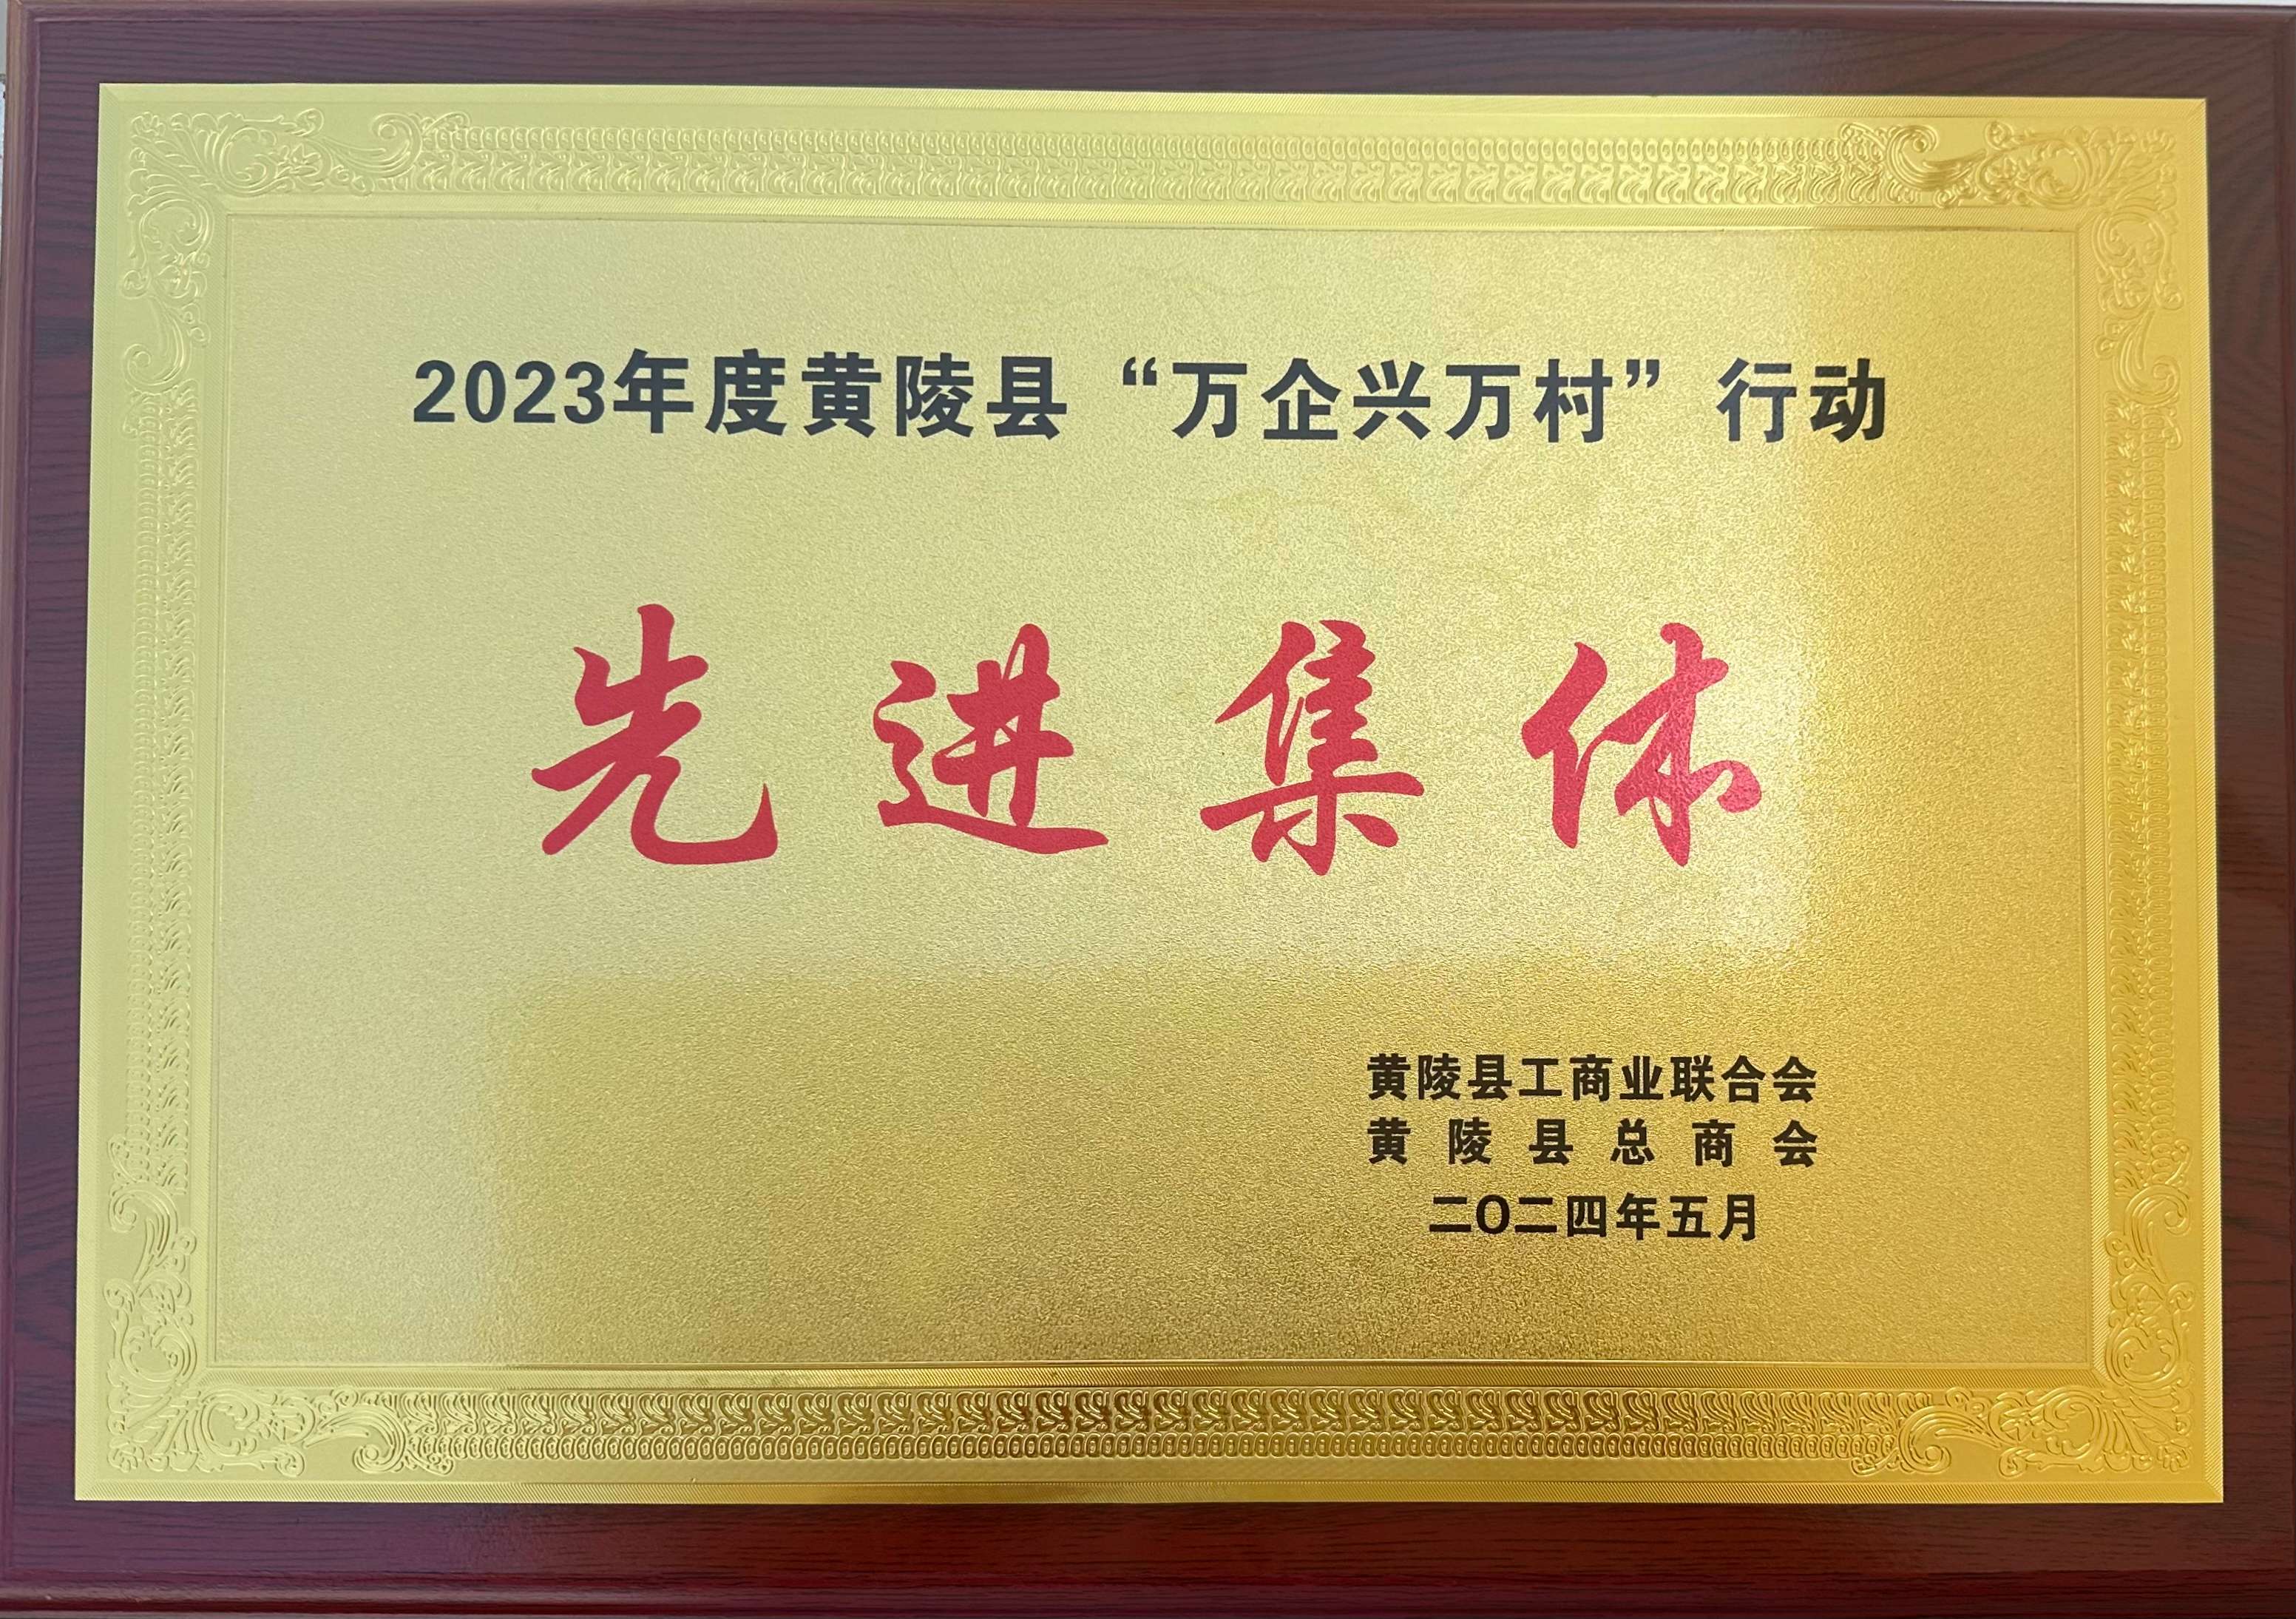 2023年度黄陵县“万企兴万村”行动
先进集体
黄陵县工商业联合会
黄陵县总商会
二〇二四年五月